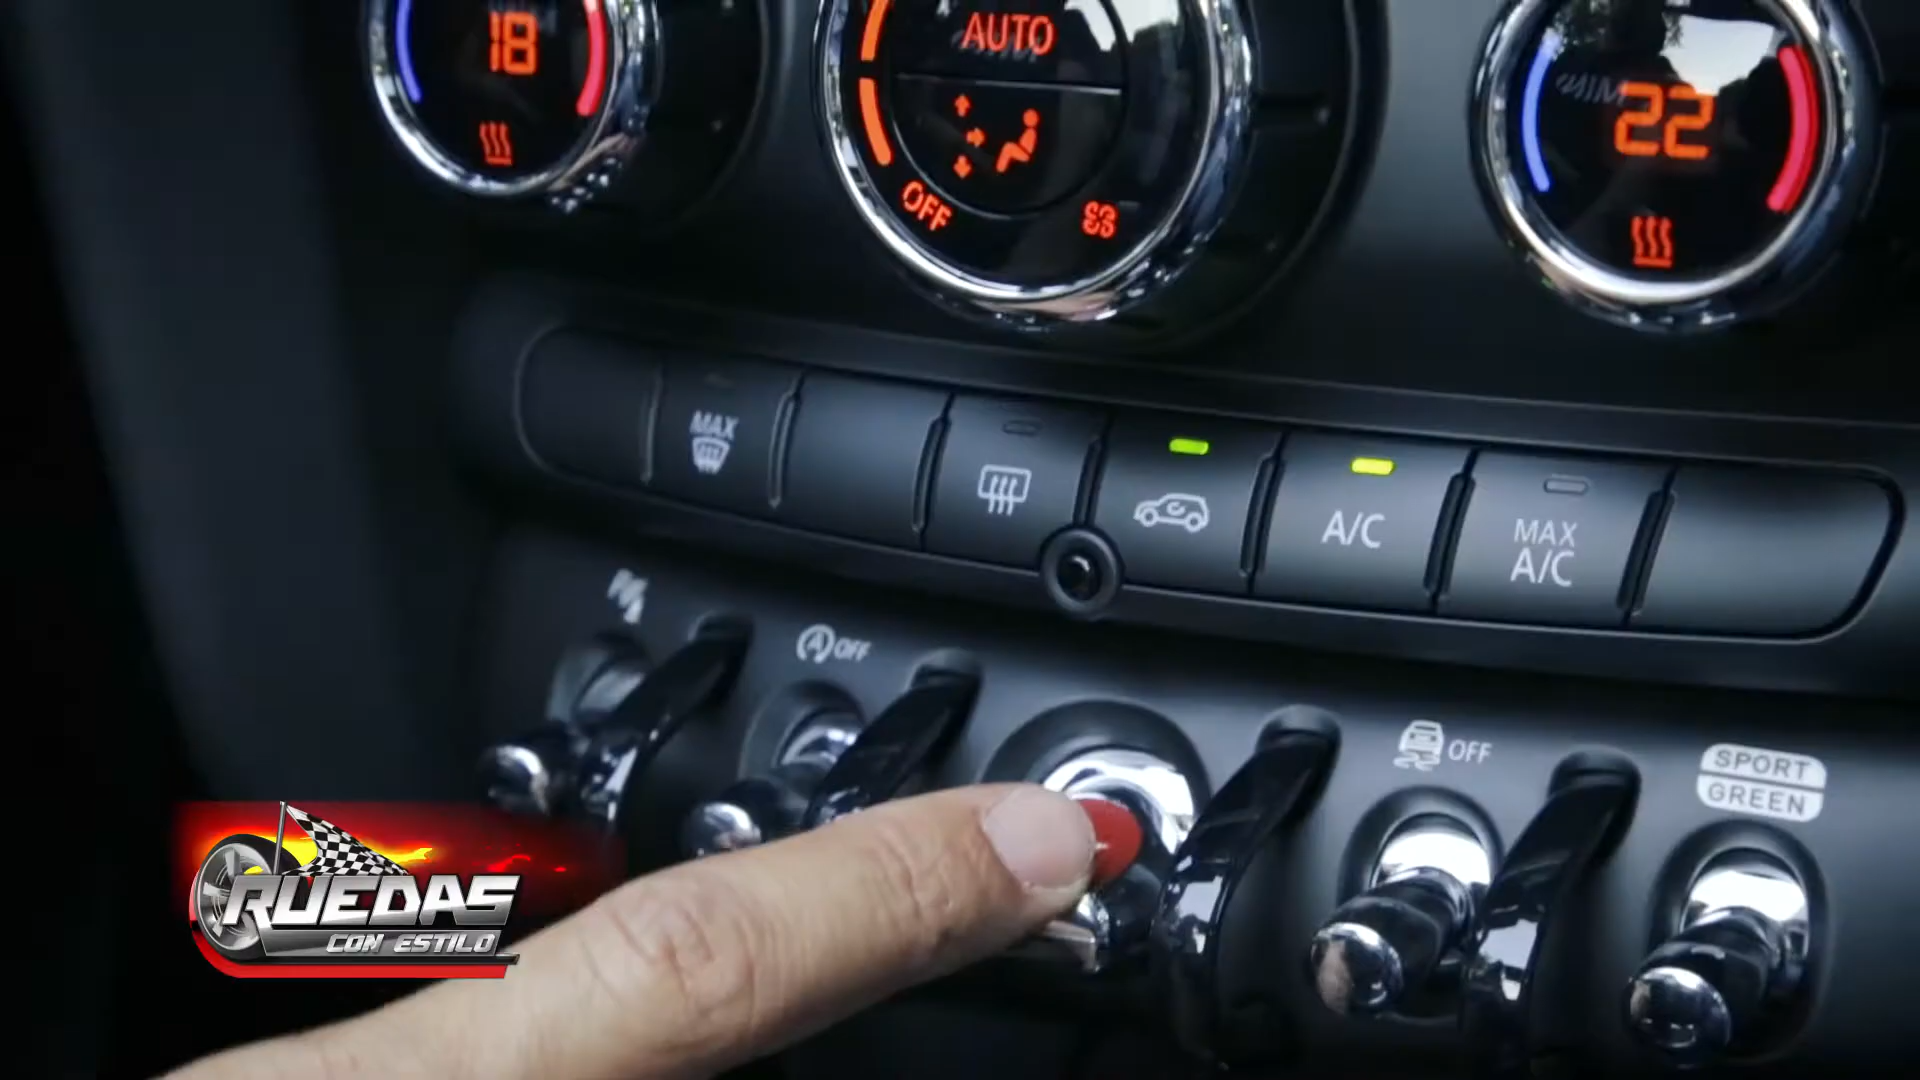 18
AUTO
OFF
22
MAX
A/C
MAX
A/C
A
OFF
OFF
SPORT
GREEN
RUEDAS
CON ESTILO